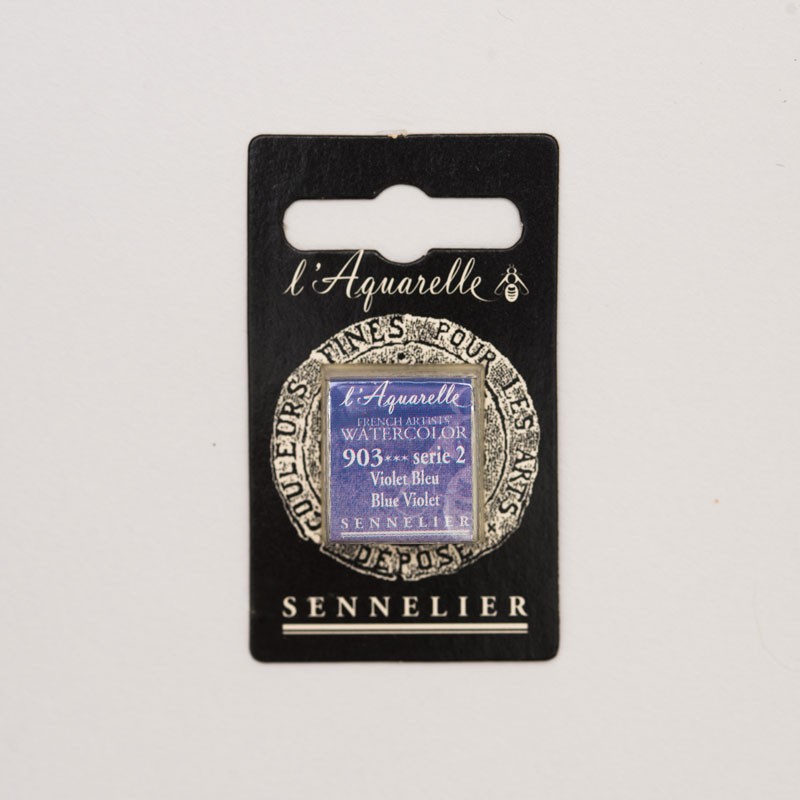 l'Aquarelle
COULEURS FINES POUR LES ARTS
DÉPOSÉ
l'Aquarelle
FRENCH ARTISTS'
WATERCOLOR
903*** serie 2
Violet Bleu
Blue Violet
SENNELIER
SENNELIER